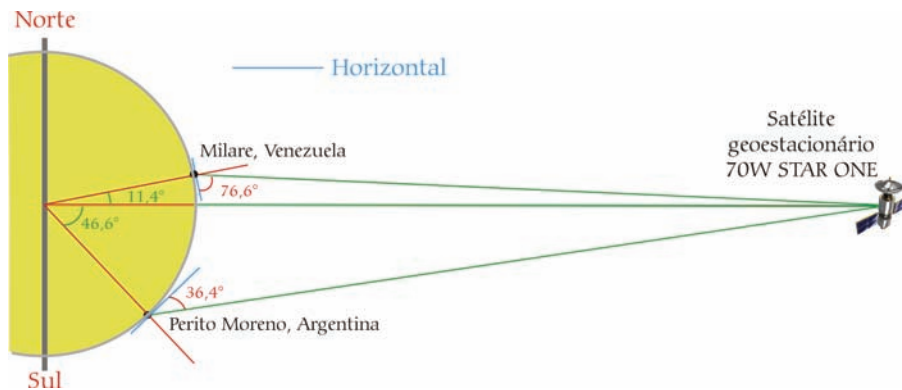 Norte
Horizontal
Satélite
geoestacionário
70W STAR ONE
Milare, Venezuela
76,6°
11,4°
46,6°
36,4°
Perito Moreno, Argentina
Sul